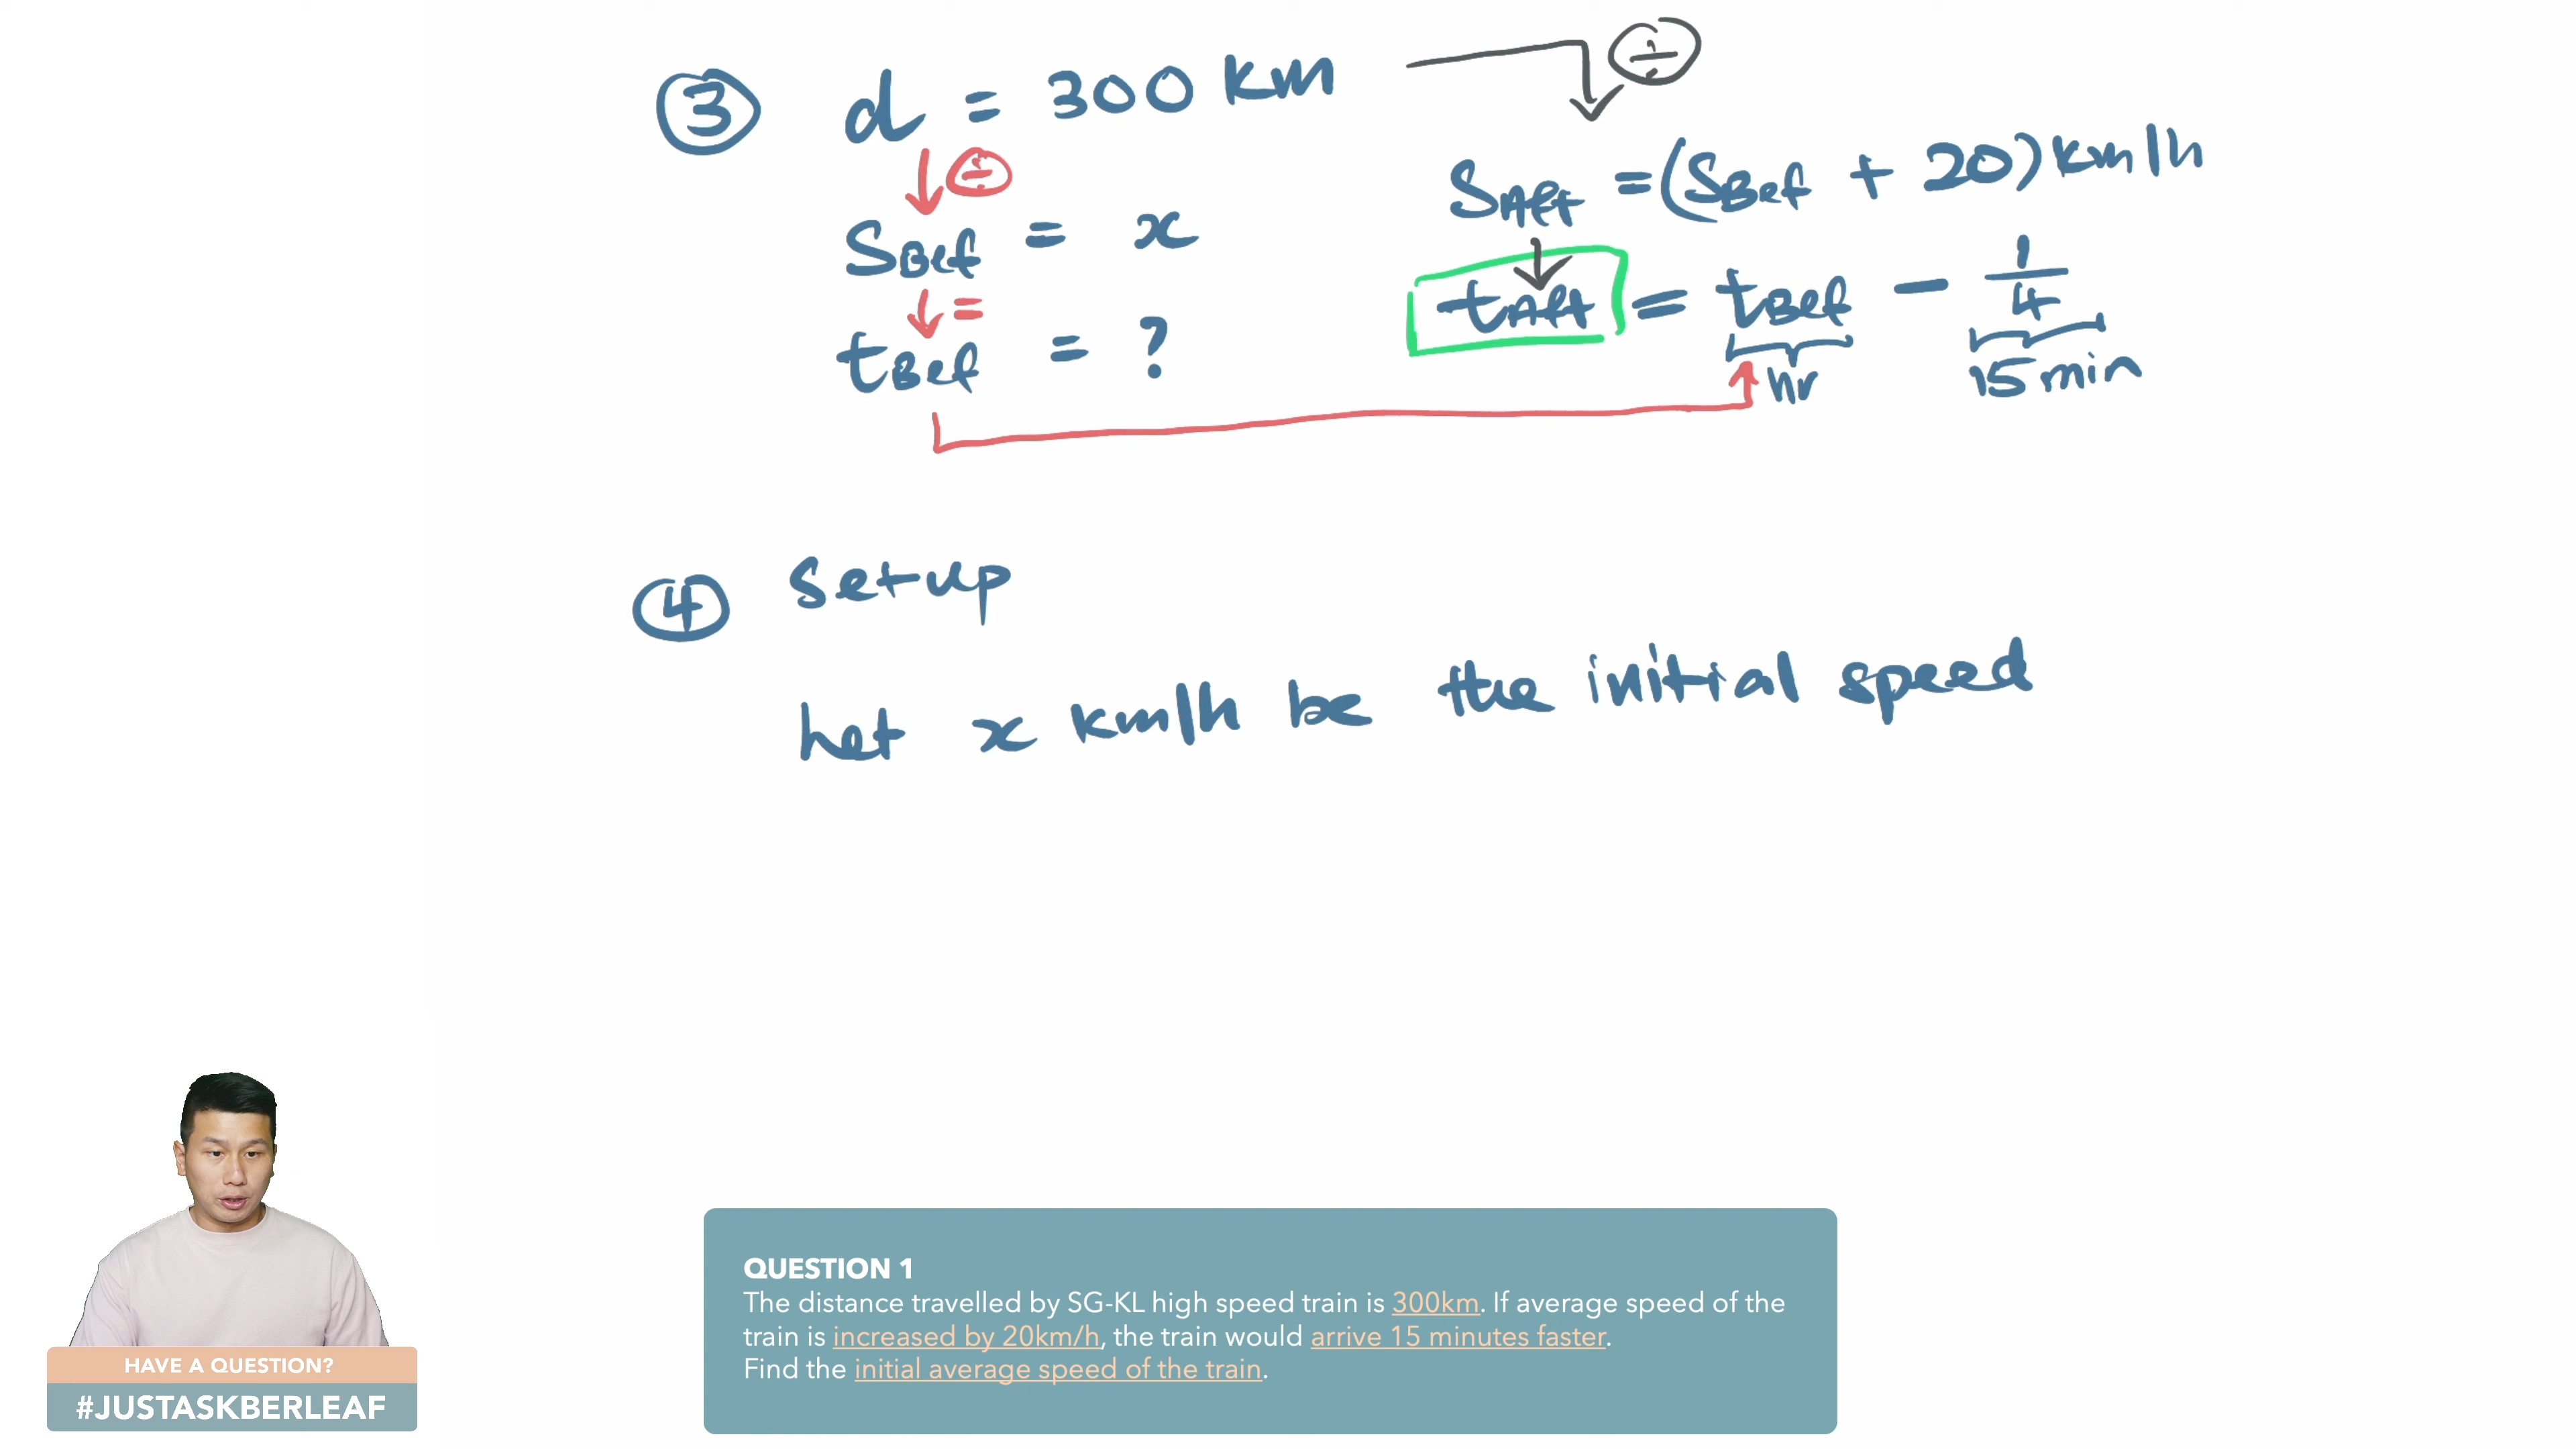 ③ d = 300 km
÷
÷
S_Bef = x
S_Aft = (S_Bef + 20) km/h
=
t_Bef = ?
t_Aft = t_Bef - 1/4
hr
15 min
④ Setup
Let x km/h be the initial speed
QUESTION 1
The distance travelled by SG-KL high speed train is 300km. If average speed of the
train is increased by 20km/h, the train would arrive 15 minutes faster.
Find the initial average speed of the train.
HAVE A QUESTION?
#JUSTASKBERLEAF